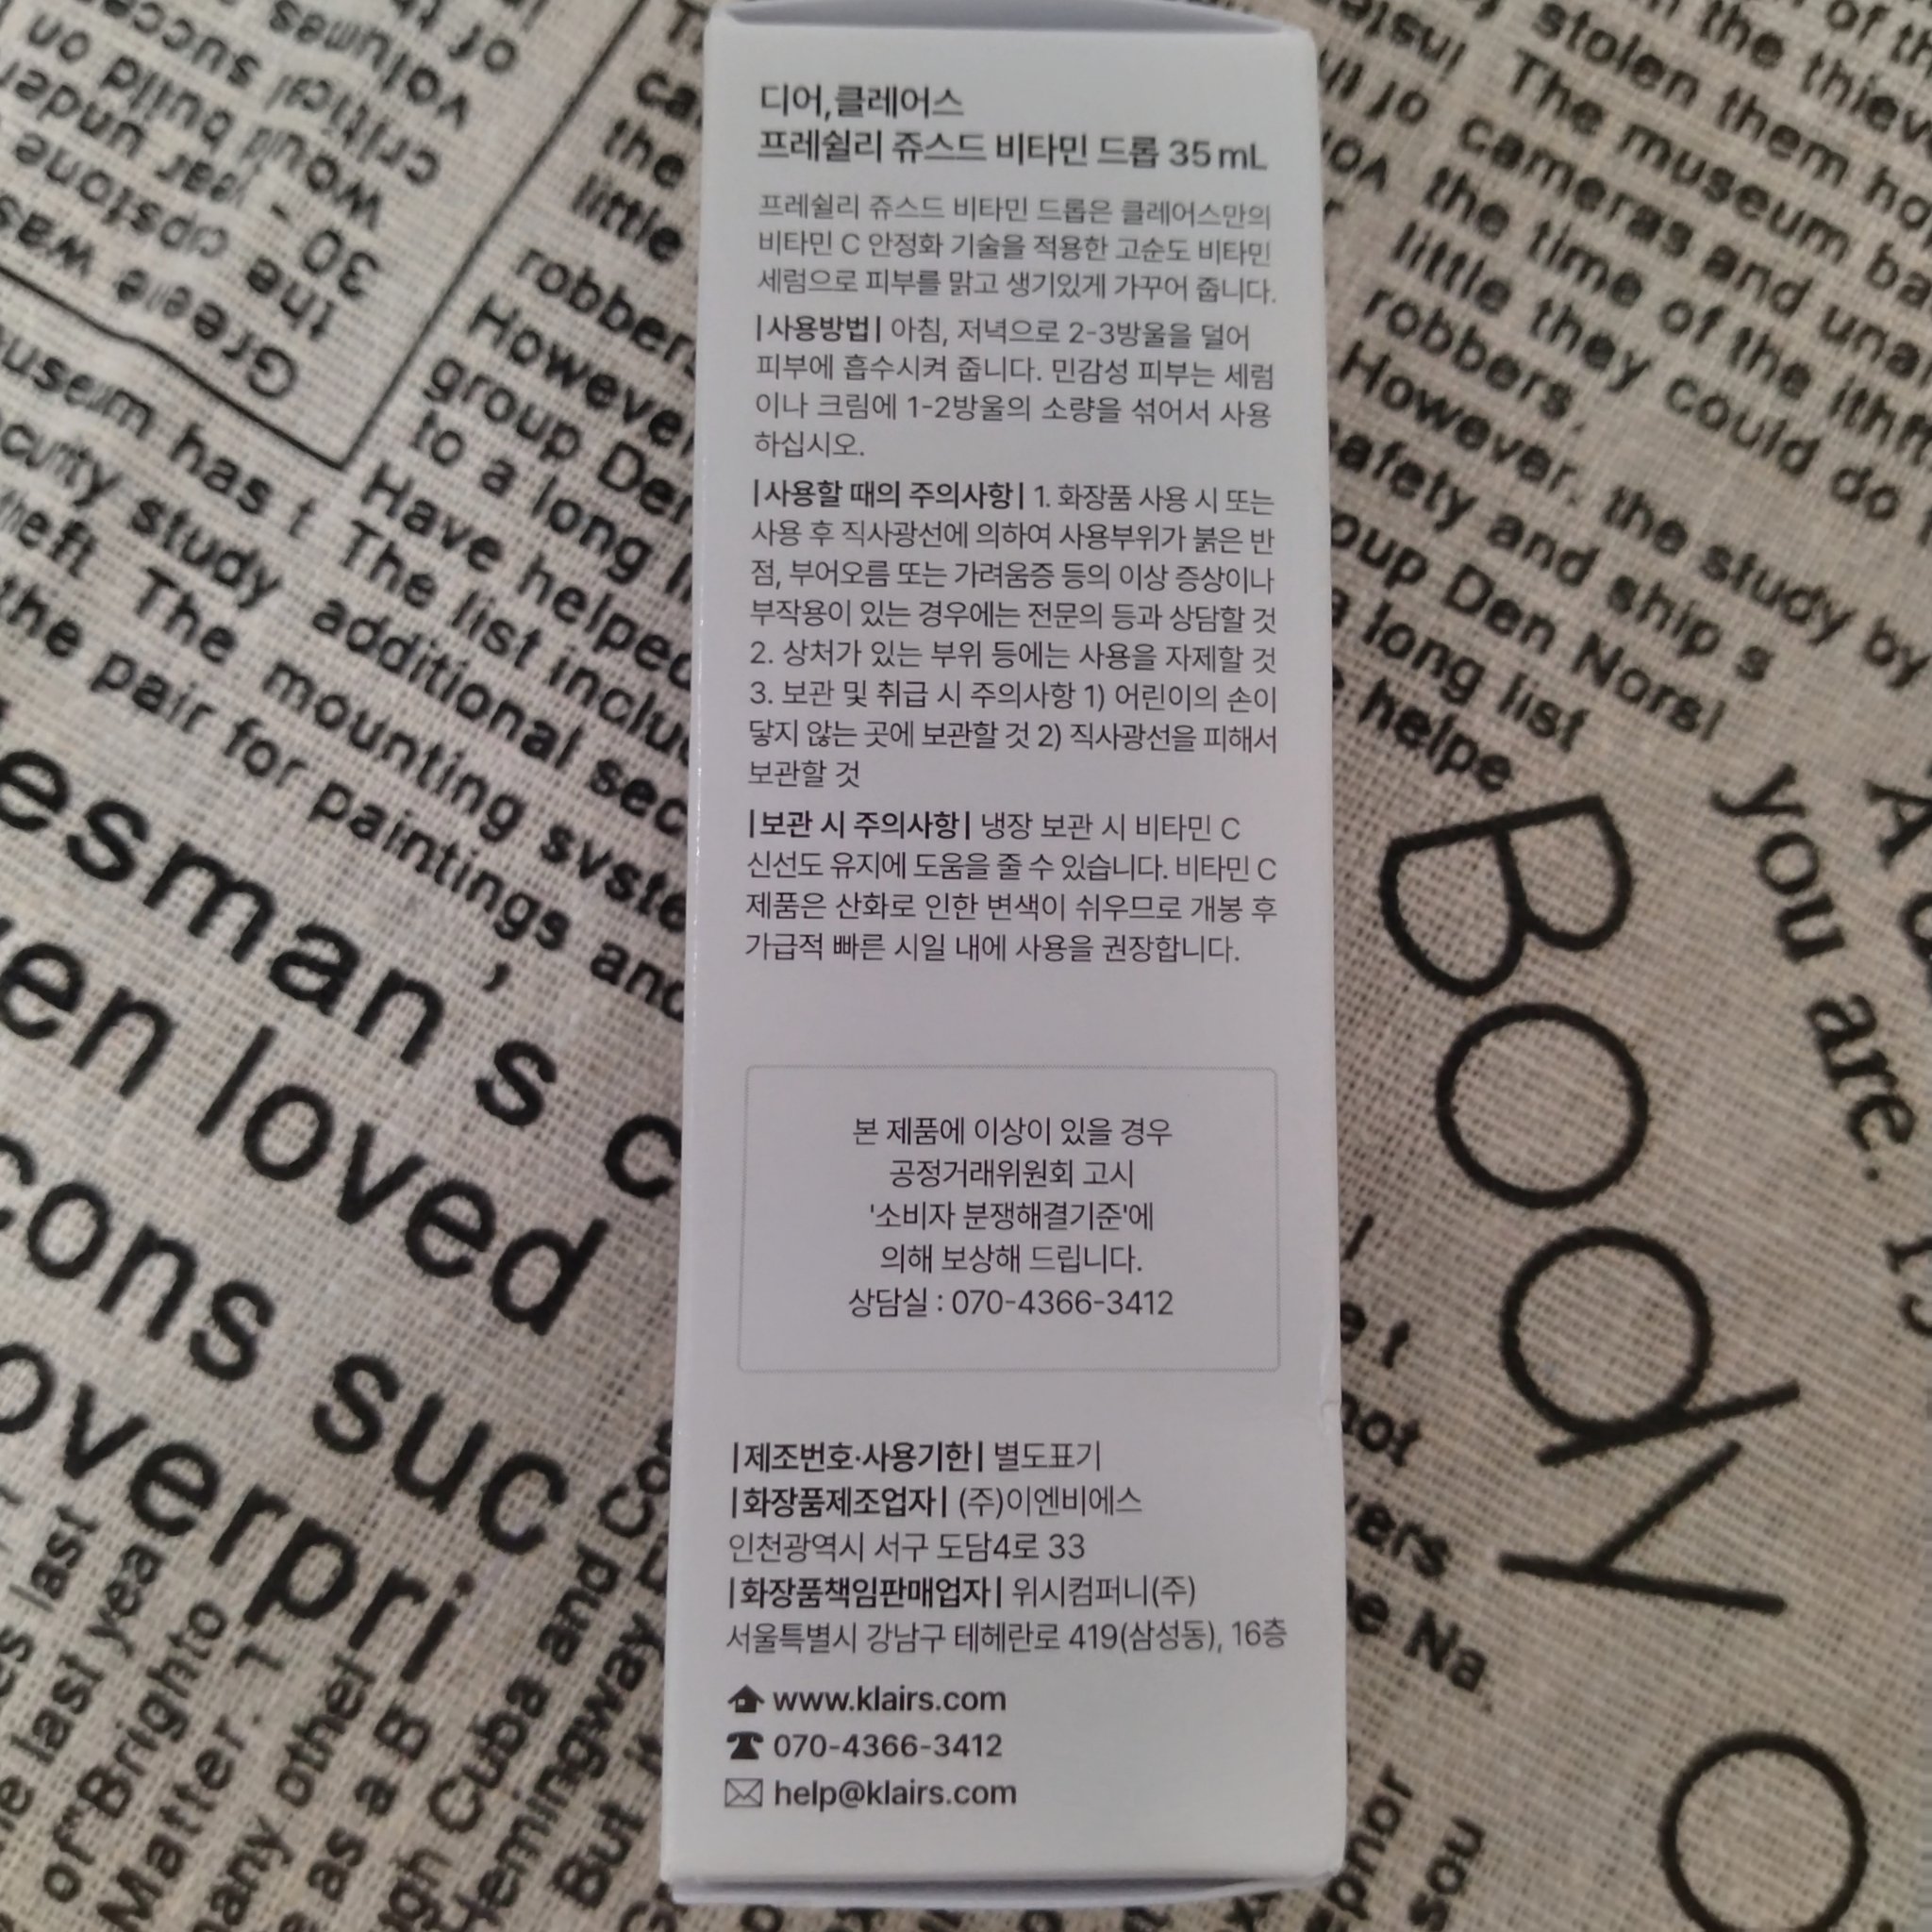 디어, 클레어스
프레쉴리 쥬스드 비타민 드롭 35 mL
프레쉴리 쥬스드 비타민 드롭은 클레어스만의
비타민 C 안정화 기술을 적용한 고순도 비타민
세럼으로 피부를 맑고 생기있게 가꾸어 줍니다.
|사용방법| 아침, 저녁으로 2-3방울을 덜어
피부에 흡수시켜 줍니다. 민감성 피부는 세럼
이나 크림에 1-2방울의 소량을 섞어서 사용
하십시오.
|사용할 때의 주의사항| 1. 화장품 사용 시 또는
사용 후 직사광선에 의하여 사용부위가 붉은 반
점, 부어오름 또는 가려움증 등의 이상 증상이나
부작용이 있는 경우에는 전문의 등과 상담할 것
2. 상처가 있는 부위 등에는 사용을 자제할 것
3. 보관 및 취급 시 주의사항 1) 어린이의 손이
닿지 않는 곳에 보관할 것 2) 직사광선을 피해서
보관할 것
|보관 시 주의사항| 냉장 보관 시 비타민 C
신선도 유지에 도움을 줄 수 있습니다. 비타민 C
제품은 산화로 인한 변색이 쉬우므로 개봉 후
가급적 빠른 시일 내에 사용을 권장합니다.
본 제품에 이상이 있을 경우
공정거래위원회 고시
'소비자 분쟁해결기준'에
의해 보상해 드립니다.
상담실 : 070-4366-3412
|제조번호·사용기한| 별도표기
|화장품제조업자| (주)이엔비에스
인천광역시 서구 도담4로 33
|화장품책임판매업자| 위시컴퍼니(주)
서울특별시 강남구 테헤란로 419(삼성동), 16층
www.klairs.com
070-4366-3412
help@klairs.com
esman's c
en loved
cons suc
overpri
Body
you are.